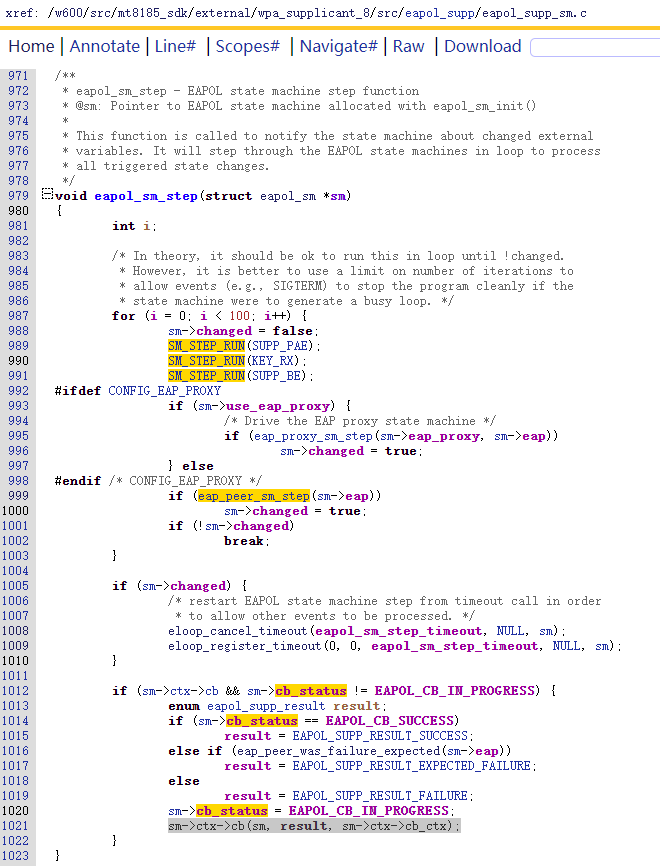 xref: /w600/src/mt8185_sdk/external/wpa_supplicant_8/src/eapol_supp/eapol_supp_sm.c
Home | Annotate | Line# | Scopes# | Navigate# | Raw | Download
971 /**
972  * eapol_sm_step - EAPOL state machine step function
973  * @sm: Pointer to EAPOL state machine allocated with eapol_sm_init()
974  *
975  * This function is called to notify the state machine about changed external
976  * variables. It will step through the EAPOL state machines in loop to process
977  * all triggered state changes.
978  */
979 void eapol_sm_step(struct eapol_sm *sm)
980 {
981 	int i;
982
983 	/* In theory, it should be ok to run this in loop until !changed.
984 	 * However, it is better to use a limit on number of iterations to
985 	 * allow events (e.g., SIGTERM) to stop the program cleanly if the
986 	 * state machine were to generate a busy loop. */
987 	for (i = 0; i < 100; i++) {
988 		sm->changed = false;
989 		SM_STEP_RUN(SUPP_PAE);
990 		SM_STEP_RUN(KEY_RX);
991 		SM_STEP_RUN(SUPP_BE);
992 #ifdef CONFIG_EAP_PROXY
993 		if (sm->use_eap_proxy) {
994 			/* Drive the EAP proxy state machine */
995 			if (eap_proxy_sm_step(sm->eap_proxy, sm->eap))
996 				sm->changed = true;
997 		} else
998 #endif /* CONFIG_EAP_PROXY */
999 		if (eap_peer_sm_step(sm->eap))
1000 			sm->changed = true;
1001 		if (!sm->changed)
1002 			break;
1003 	}
1004
1005 	if (sm->changed) {
1006 		/* restart EAPOL state machine step from timeout call in order
1007 		 * to allow other events to be processed. */
1008 		eloop_cancel_timeout(eapol_sm_step_timeout, NULL, sm);
1009 		eloop_register_timeout(0, 0, eapol_sm_step_timeout, NULL, sm);
1010 	}
1011
1012 	if (sm->ctx->cb && sm->cb_status != EAPOL_CB_IN_PROGRESS) {
1013 		enum eapol_supp_result result;
1014 		if (sm->cb_status == EAPOL_CB_SUCCESS)
1015 			result = EAPOL_SUPP_RESULT_SUCCESS;
1016 		else if (eap_peer_was_failure_expected(sm->eap))
1017 			result = EAPOL_SUPP_RESULT_EXPECTED_FAILURE;
1018 		else
1019 			result = EAPOL_SUPP_RESULT_FAILURE;
1020 		sm->cb_status = EAPOL_CB_IN_PROGRESS;
1021 		sm->ctx->cb(sm, result, sm->ctx->cb_ctx);
1022 	}
1023 }